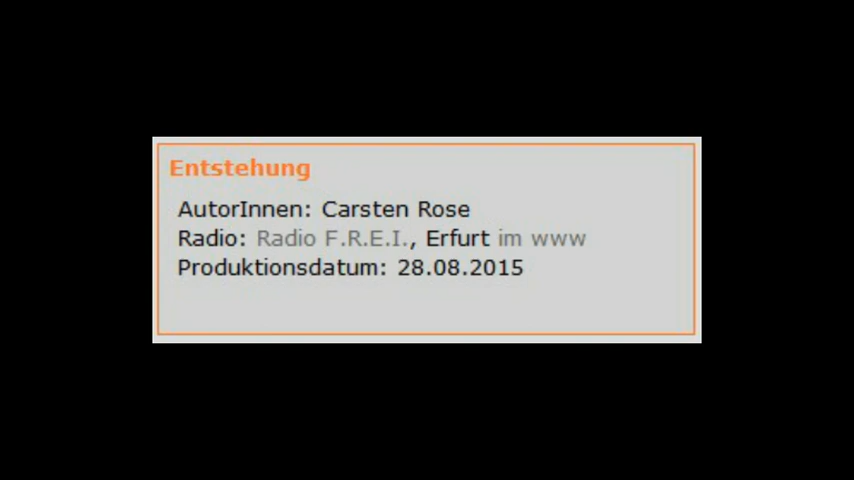 Entstehung
AutorInnen: Carsten Rose
Radio: Radio F.R.E.I., Erfurt im www
Produktionsdatum: 28.08.2015